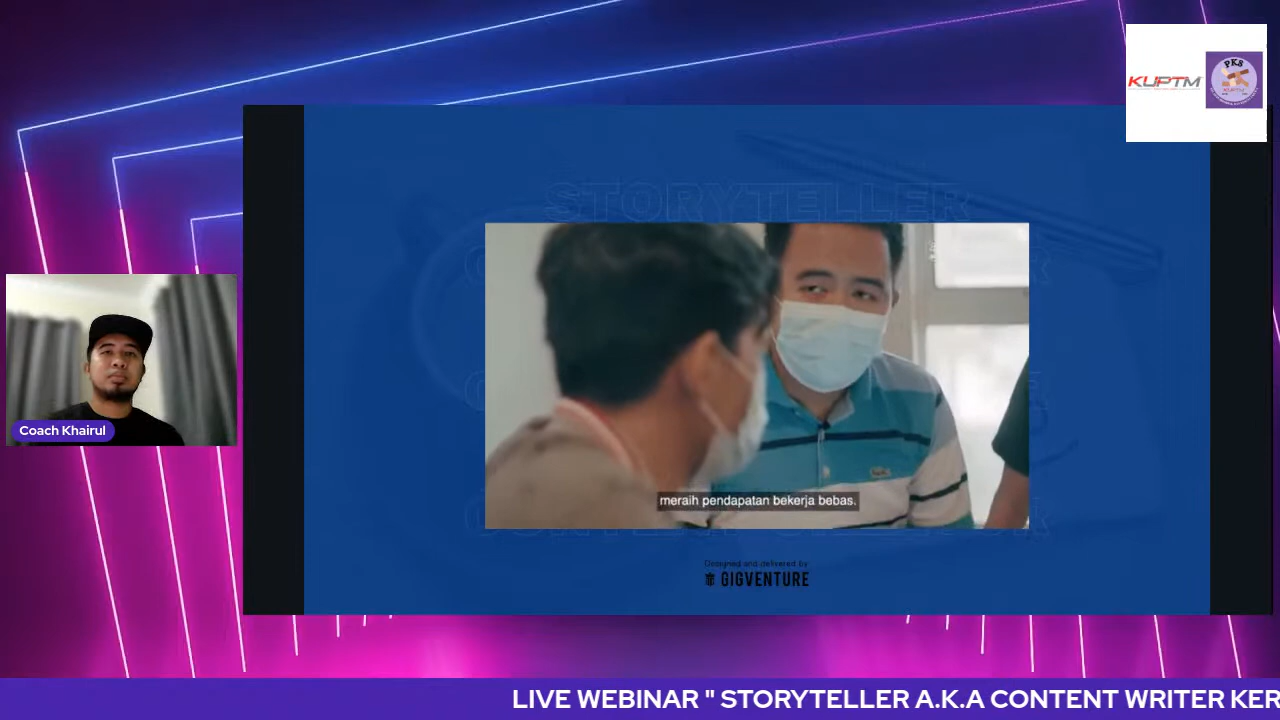 KUPTM
PKS
STORYTELLER
Coach Khairul
meraih pendapatan bekerja bebas.
Designed and delivered by
GIGVENTURE
LIVE WEBINAR " STORYTELLER A.K.A CONTENT WRITER KER